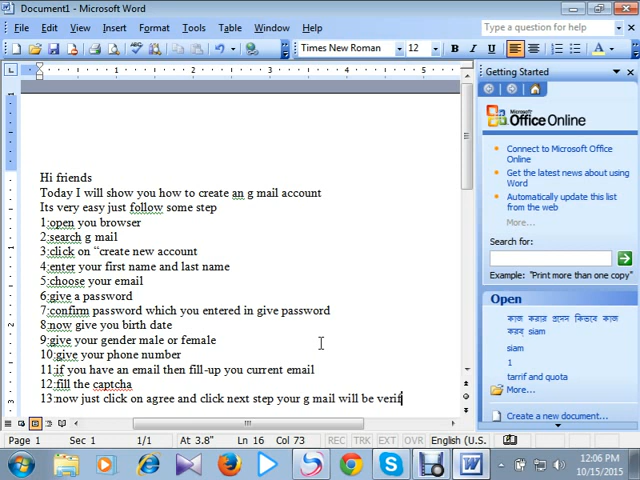 Document1 - Microsoft Word
File Edit View Insert Format Tools Table Window Help Type a question for help
Times New Roman 12 B I U A
Getting Started
Microsoft
Office Online
Connect to Microsoft Office
Online
Get the latest news about using
Word
Automatically update this list
from the web
More...
Search for:
Example: "Print more than one copy"
Open
কাজ করার প্রসেস কিভাবে কাজ
করব siam
siam
1
tarrif and quota
More...
Create a new document...
Hi friends
Today I will show you how to create an g mail account
Its very easy just follow some step
1:open you browser
2:search g mail
3:click on “create new account
4:enter your first name and last name
5:choose your email
6:give a password
7:confirm password which you entered in give password
8:now give you birth date
9:give your gender male or female
10:give your phone number
11:if you have an email then fill-up you current email
12:fill the captcha
13:now just click on agree and click next step your g mail will be verif
Page 1 Sec 1 1/1 At 3.8" Ln 16 Col 73 REC TRK EXT OVR English (U.S.
12:06 PM
10/15/2015